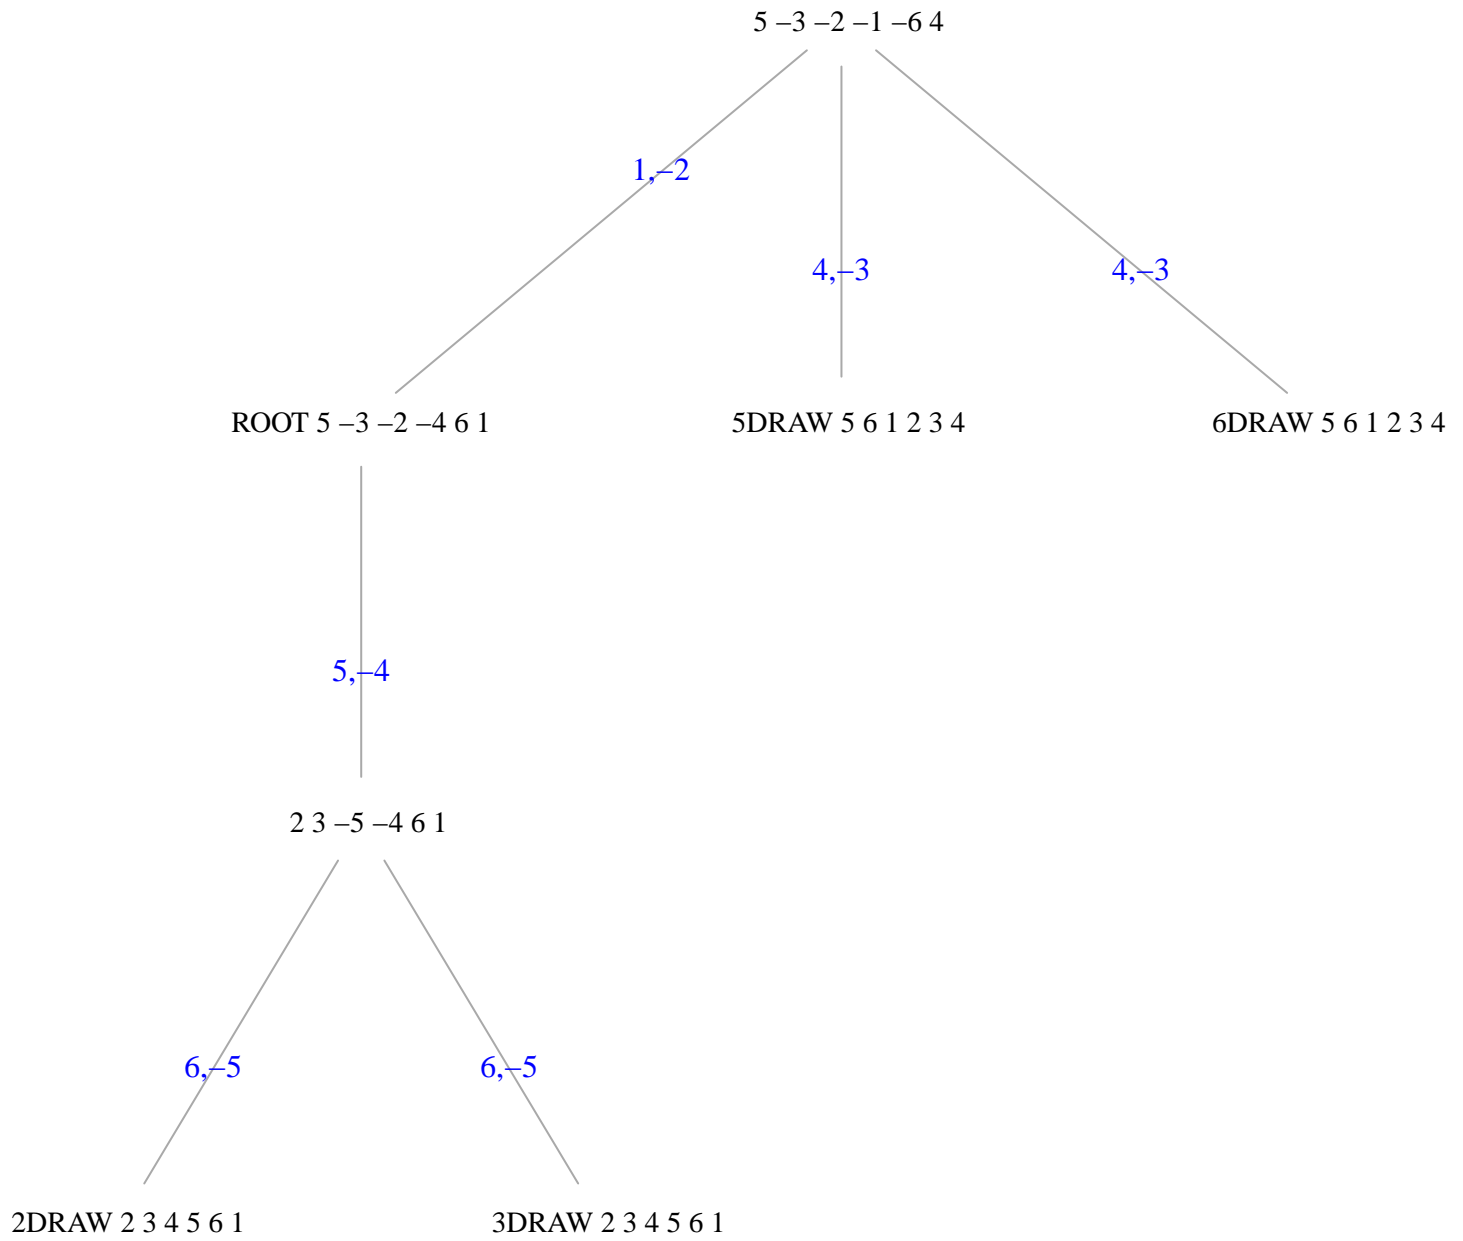 5 –3 –2 –1 –6 4
1,–2
4,–3
4,–3
ROOT 5 –3 –2 –4 6 1
5DRAW 5 6 1 2 3 4
6DRAW 5 6 1 2 3 4
5,–4
2 3 –5 –4 6 1
6,–5
6,–5
2DRAW 2 3 4 5 6 1
3DRAW 2 3 4 5 6 1